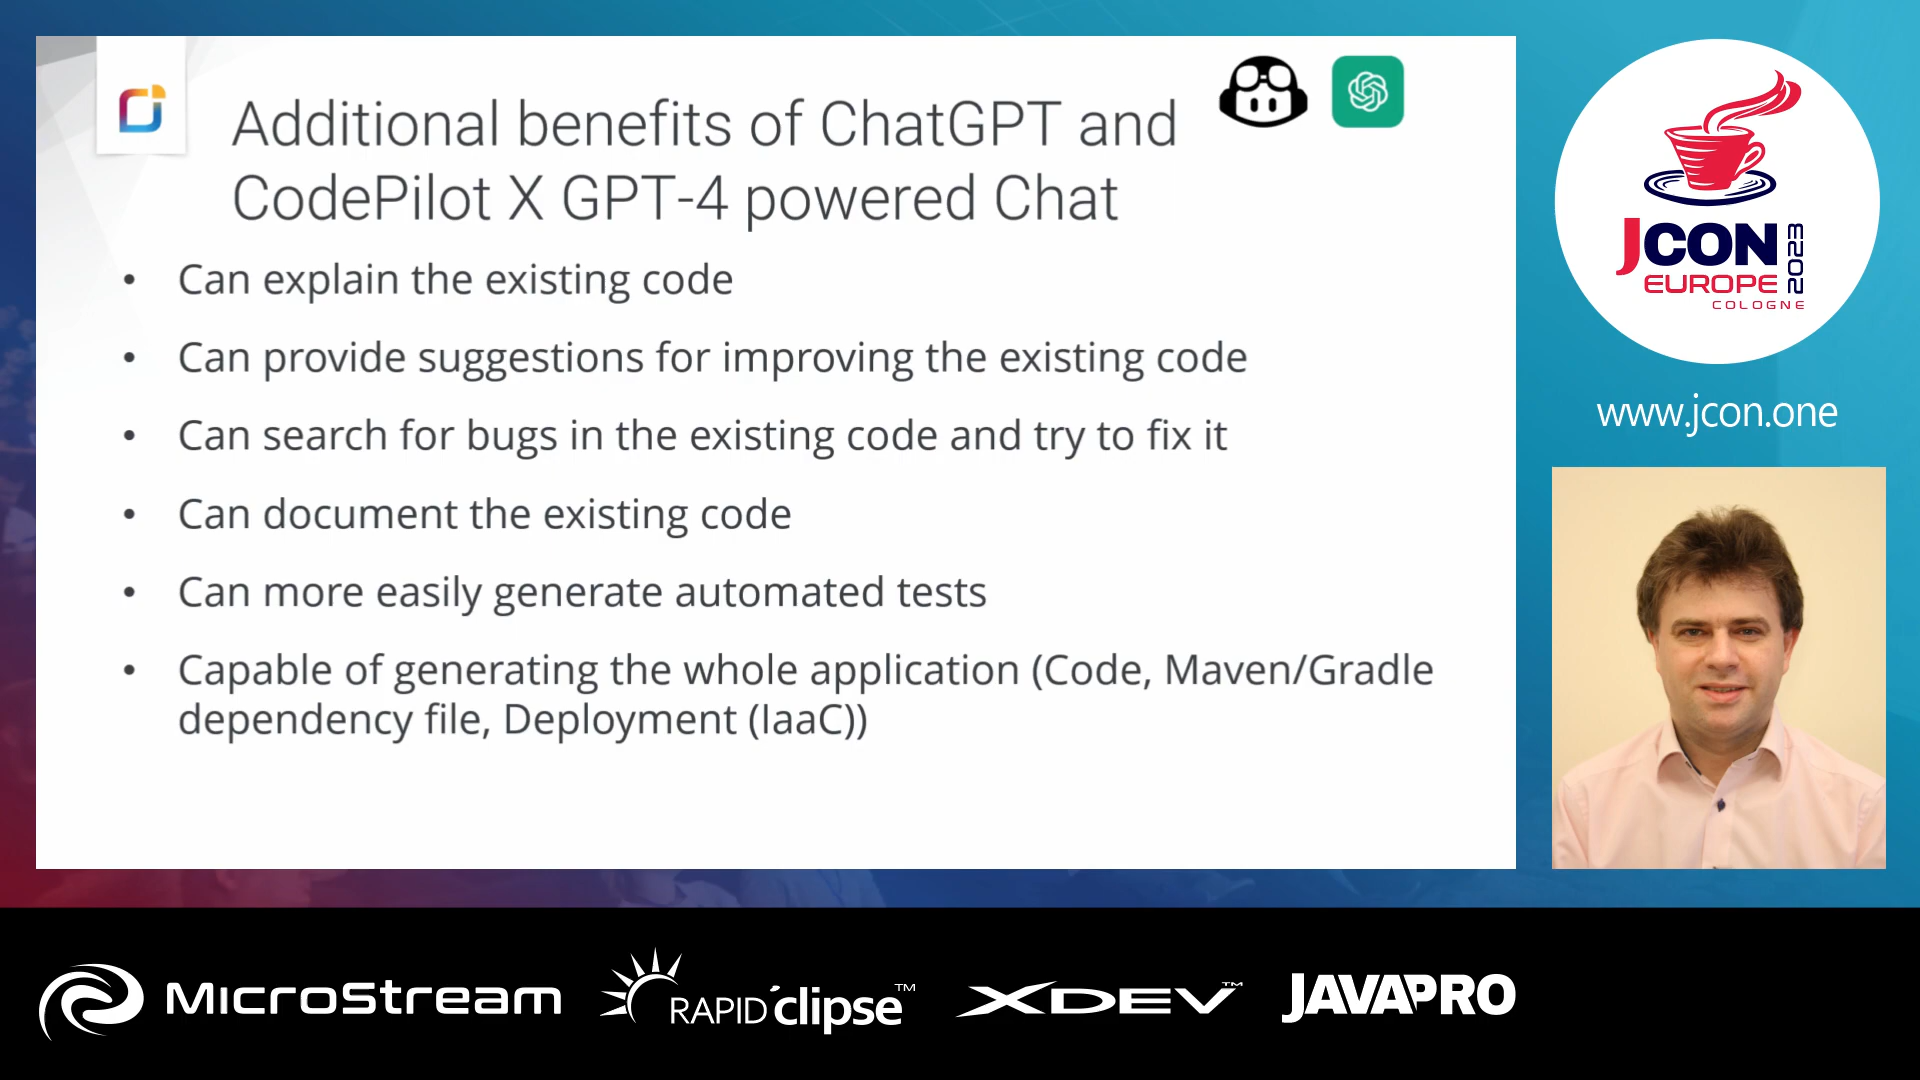 Additional benefits of ChatGPT and
CodePilot X GPT-4 powered Chat
• Can explain the existing code
• Can provide suggestions for improving the existing code
• Can search for bugs in the existing code and try to fix it
• Can document the existing code
• Can more easily generate automated tests
• Capable of generating the whole application (Code, Maven/Gradle
dependency file, Deployment (IaaC))
JCON
EUROPE
2023
COLOGNE
www.jcon.one
MicroStream
RAPID'clipse™
XDEV™
JAVAPRO